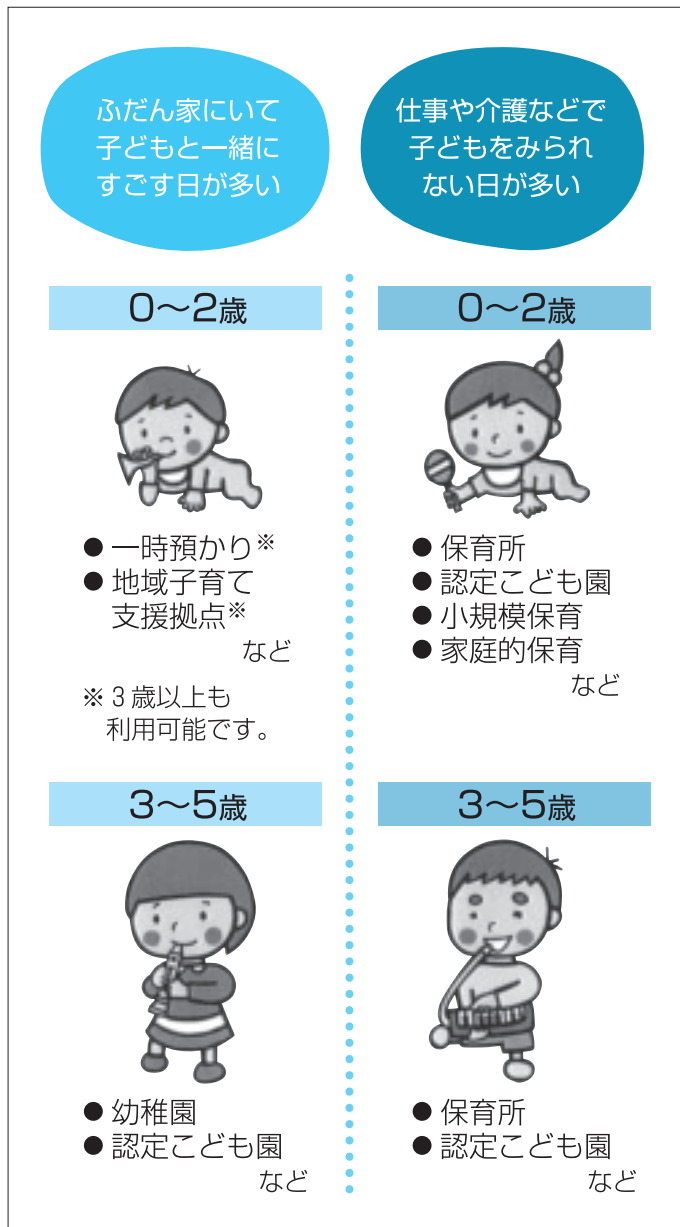 ふだん家にいて
子どもと一緒に
すごす日が多い
仕事や介護などで
子どもをみられ
ない日が多い
0〜2歳
● 一時預かり※
● 地域子育て
支援拠点※
など
※ 3歳以上も
利用可能です。
0〜2歳
● 保育所
● 認定こども園
● 小規模保育
● 家庭的保育
など
3〜5歳
● 幼稚園
● 認定こども園
など
3〜5歳
● 保育所
● 認定こども園
など